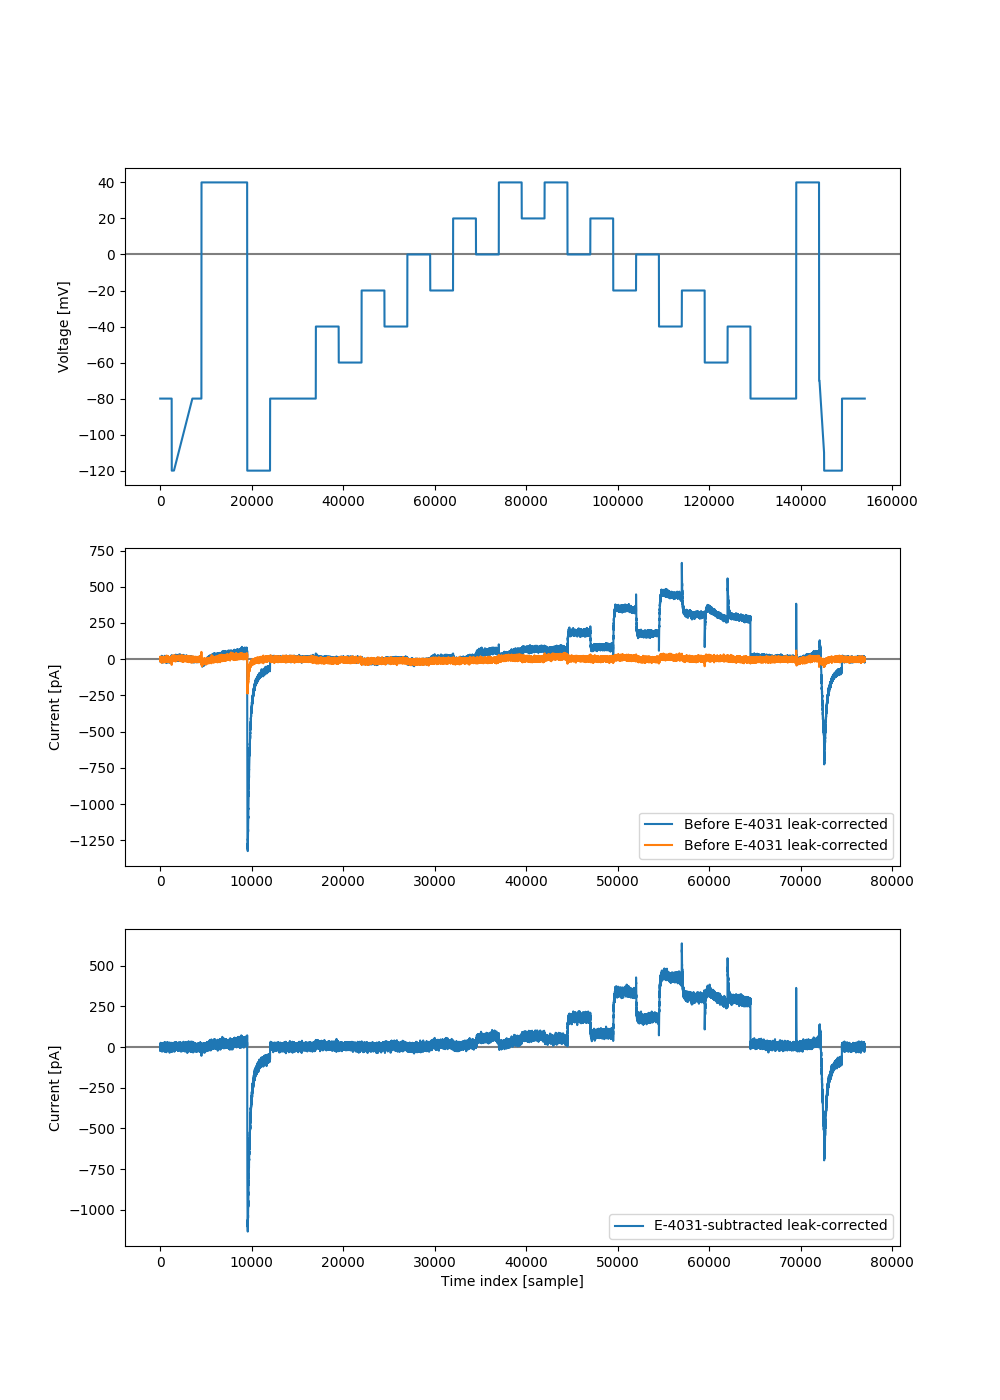 40
20
0
−20
−40
−60
−80
−100
−120
Voltage [mV]
0 20000 40000 60000 80000 100000 120000 140000 160000
750
500
250
0
−250
−500
−750
−1000
−1250
Current [pA]
Before E-4031 leak-corrected
Before E-4031 leak-corrected
0 10000 20000 30000 40000 50000 60000 70000 80000
500
250
0
−250
−500
−750
−1000
Current [pA]
E-4031-subtracted leak-corrected
0 10000 20000 30000 40000 50000 60000 70000 80000
Time index [sample]